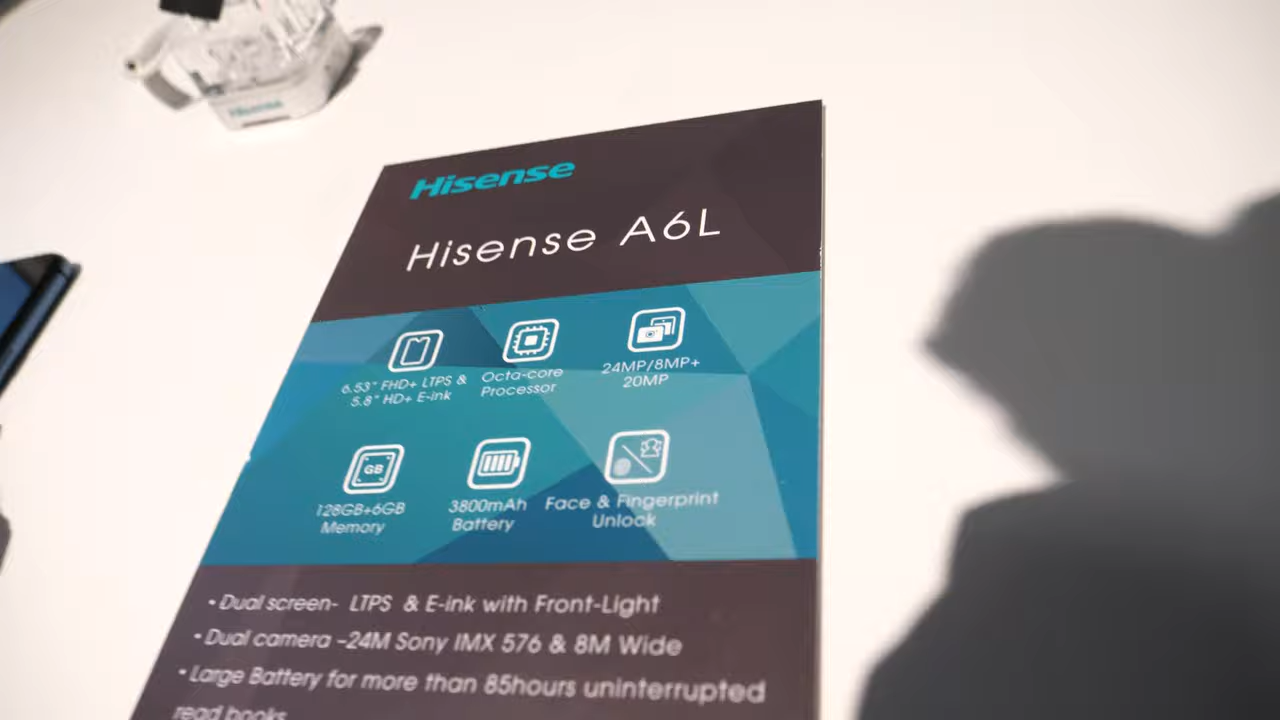 Hisense
Hisense
Hisense A6L
6.53" FHD+ LTPS &
5.8" HD+ E-ink
Octa-core
Processor
24MP/8MP+
20MP
GB
128GB+6GB
Memory
3800mAh
Battery
Face & Fingerprint
Unlock
• Dual screen- LTPS & E-ink with Front-Light
• Dual camera -24M Sony IMX 576 & 8M Wide
• Large Battery for more than 85hours uninterrupted
read books